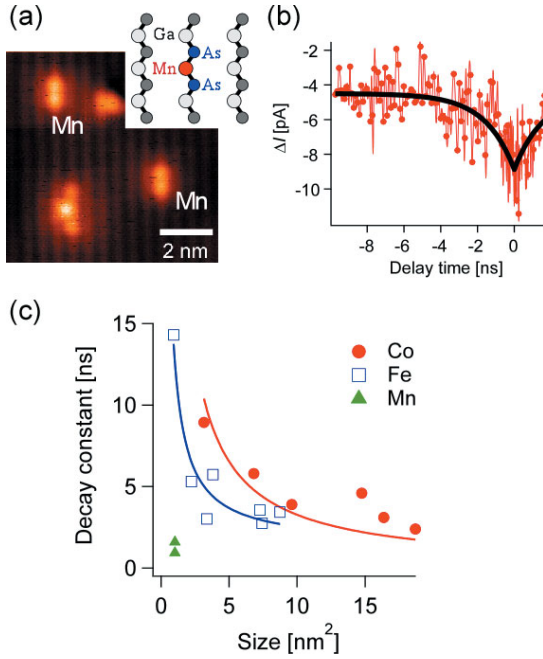 (a)
Ga
As
Mn
As
Mn
Mn
2 nm
(b)
-2
-4
-6
-8
-10
ΔI [pA]
-8
-6
-4
-2
0
Delay time [ns]
(c)
15
10
5
0
Decay constant [ns]
Co
Fe
Mn
0
5
10
15
Size [nm²]